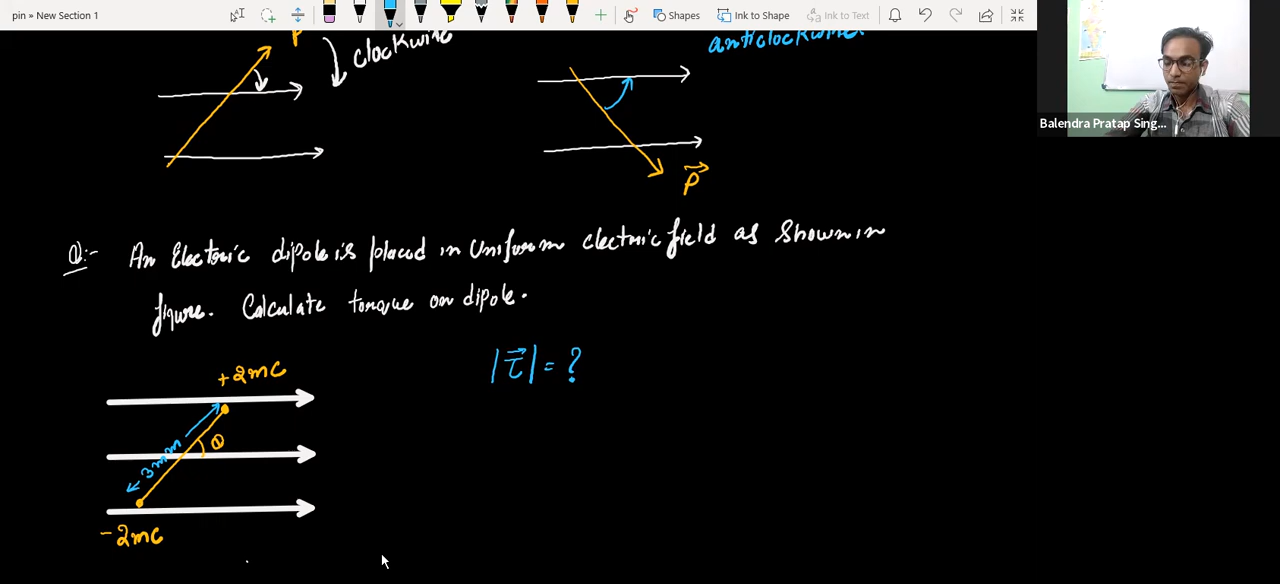 pin » New Section 1
Shapes
Ink to Shape
Ink to Text
P
clockwise
anticlockwise
P
Balendra Pratap Sing...
Q:- An Electric dipole is placed in Uniform electric field as shown in
figure. Calculate torque on dipole.
|τ| = ?
+2mC
3mm
θ
-2mC